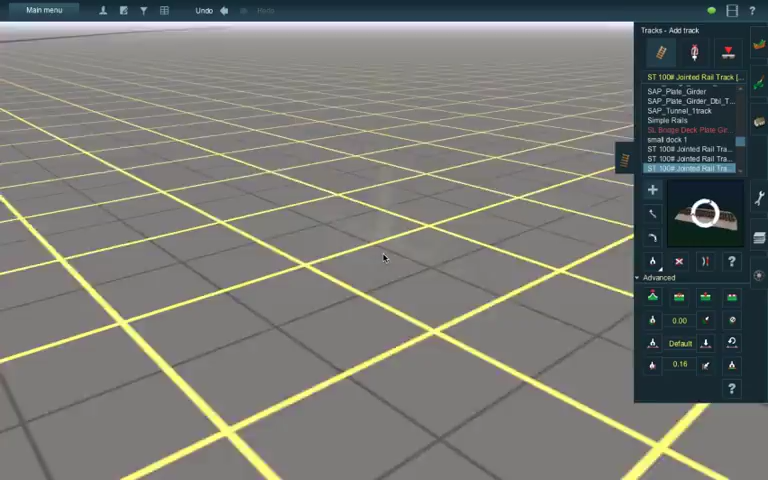 Main menu
Undo
Redo
?
Tracks - Add track
ST 100# Jointed Rail Track [...
SAP_Plate_Girder
SAP_Plate_Girder_Dbl_T...
SAP_Tunnel_1track
Simple Rails
SL Bridge Deck Plate Gir...
small dock 1
ST 100# Jointed Rail Tra...
ST 100# Jointed Rail Tra...
ST 100# Jointed Rail Tra...
?
Advanced
0.00
Default
0.16
?